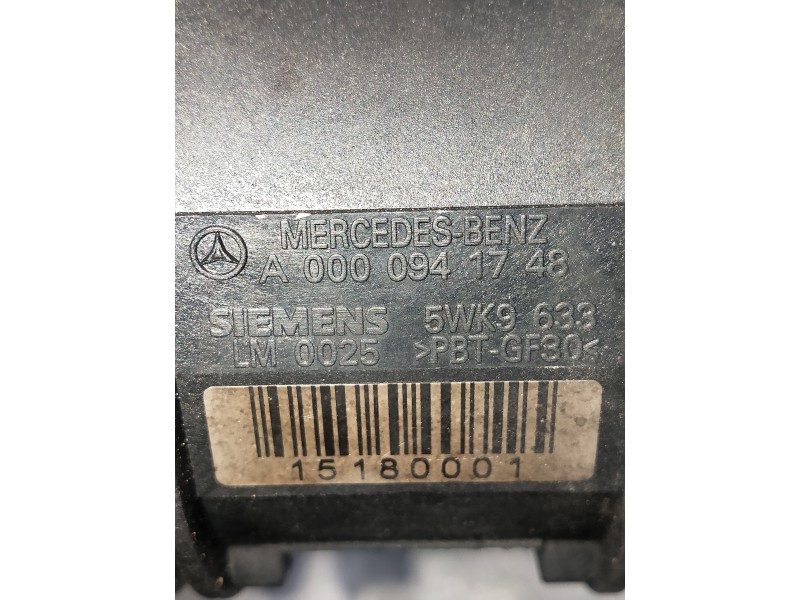 MERCEDES-BENZ
A 000 094 17 48
SIEMENS 5WK9 633
LM 0025 >PBT-GF30<
15180001